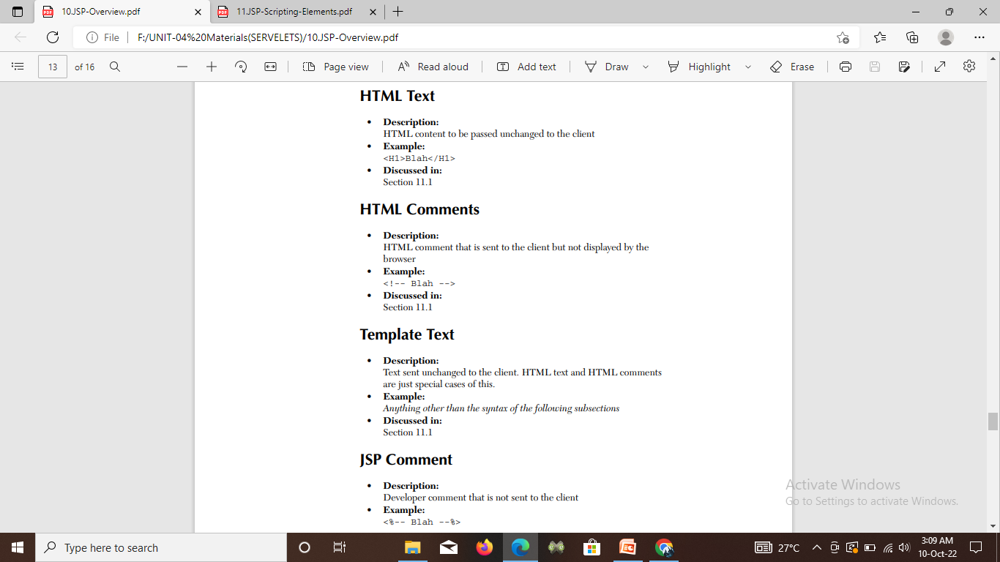 10.JSP-Overview.pdf
11.JSP-Scripting-Elements.pdf
File
F:/UNIT-04%20Materials(SERVELETS)/10.JSP-Overview.pdf
13 of 16
Page view
Read aloud
Add text
Draw
Highlight
Erase
HTML Text
• Description:
HTML content to be passed unchanged to the client
• Example:
<H1>Blah</H1>
• Discussed in:
Section 11.1
HTML Comments
• Description:
HTML comment that is sent to the client but not displayed by the
browser
• Example:
<!-- Blah -->
• Discussed in:
Section 11.1
Template Text
• Description:
Text sent unchanged to the client. HTML text and HTML comments
are just special cases of this.
• Example:
Anything other than the syntax of the following subsections
• Discussed in:
Section 11.1
JSP Comment
• Description:
Developer comment that is not sent to the client
• Example:
<%-- Blah --%>
Activate Windows
Go to Settings to activate Windows.
Type here to search
27°C
3:09 AM
10-Oct-22